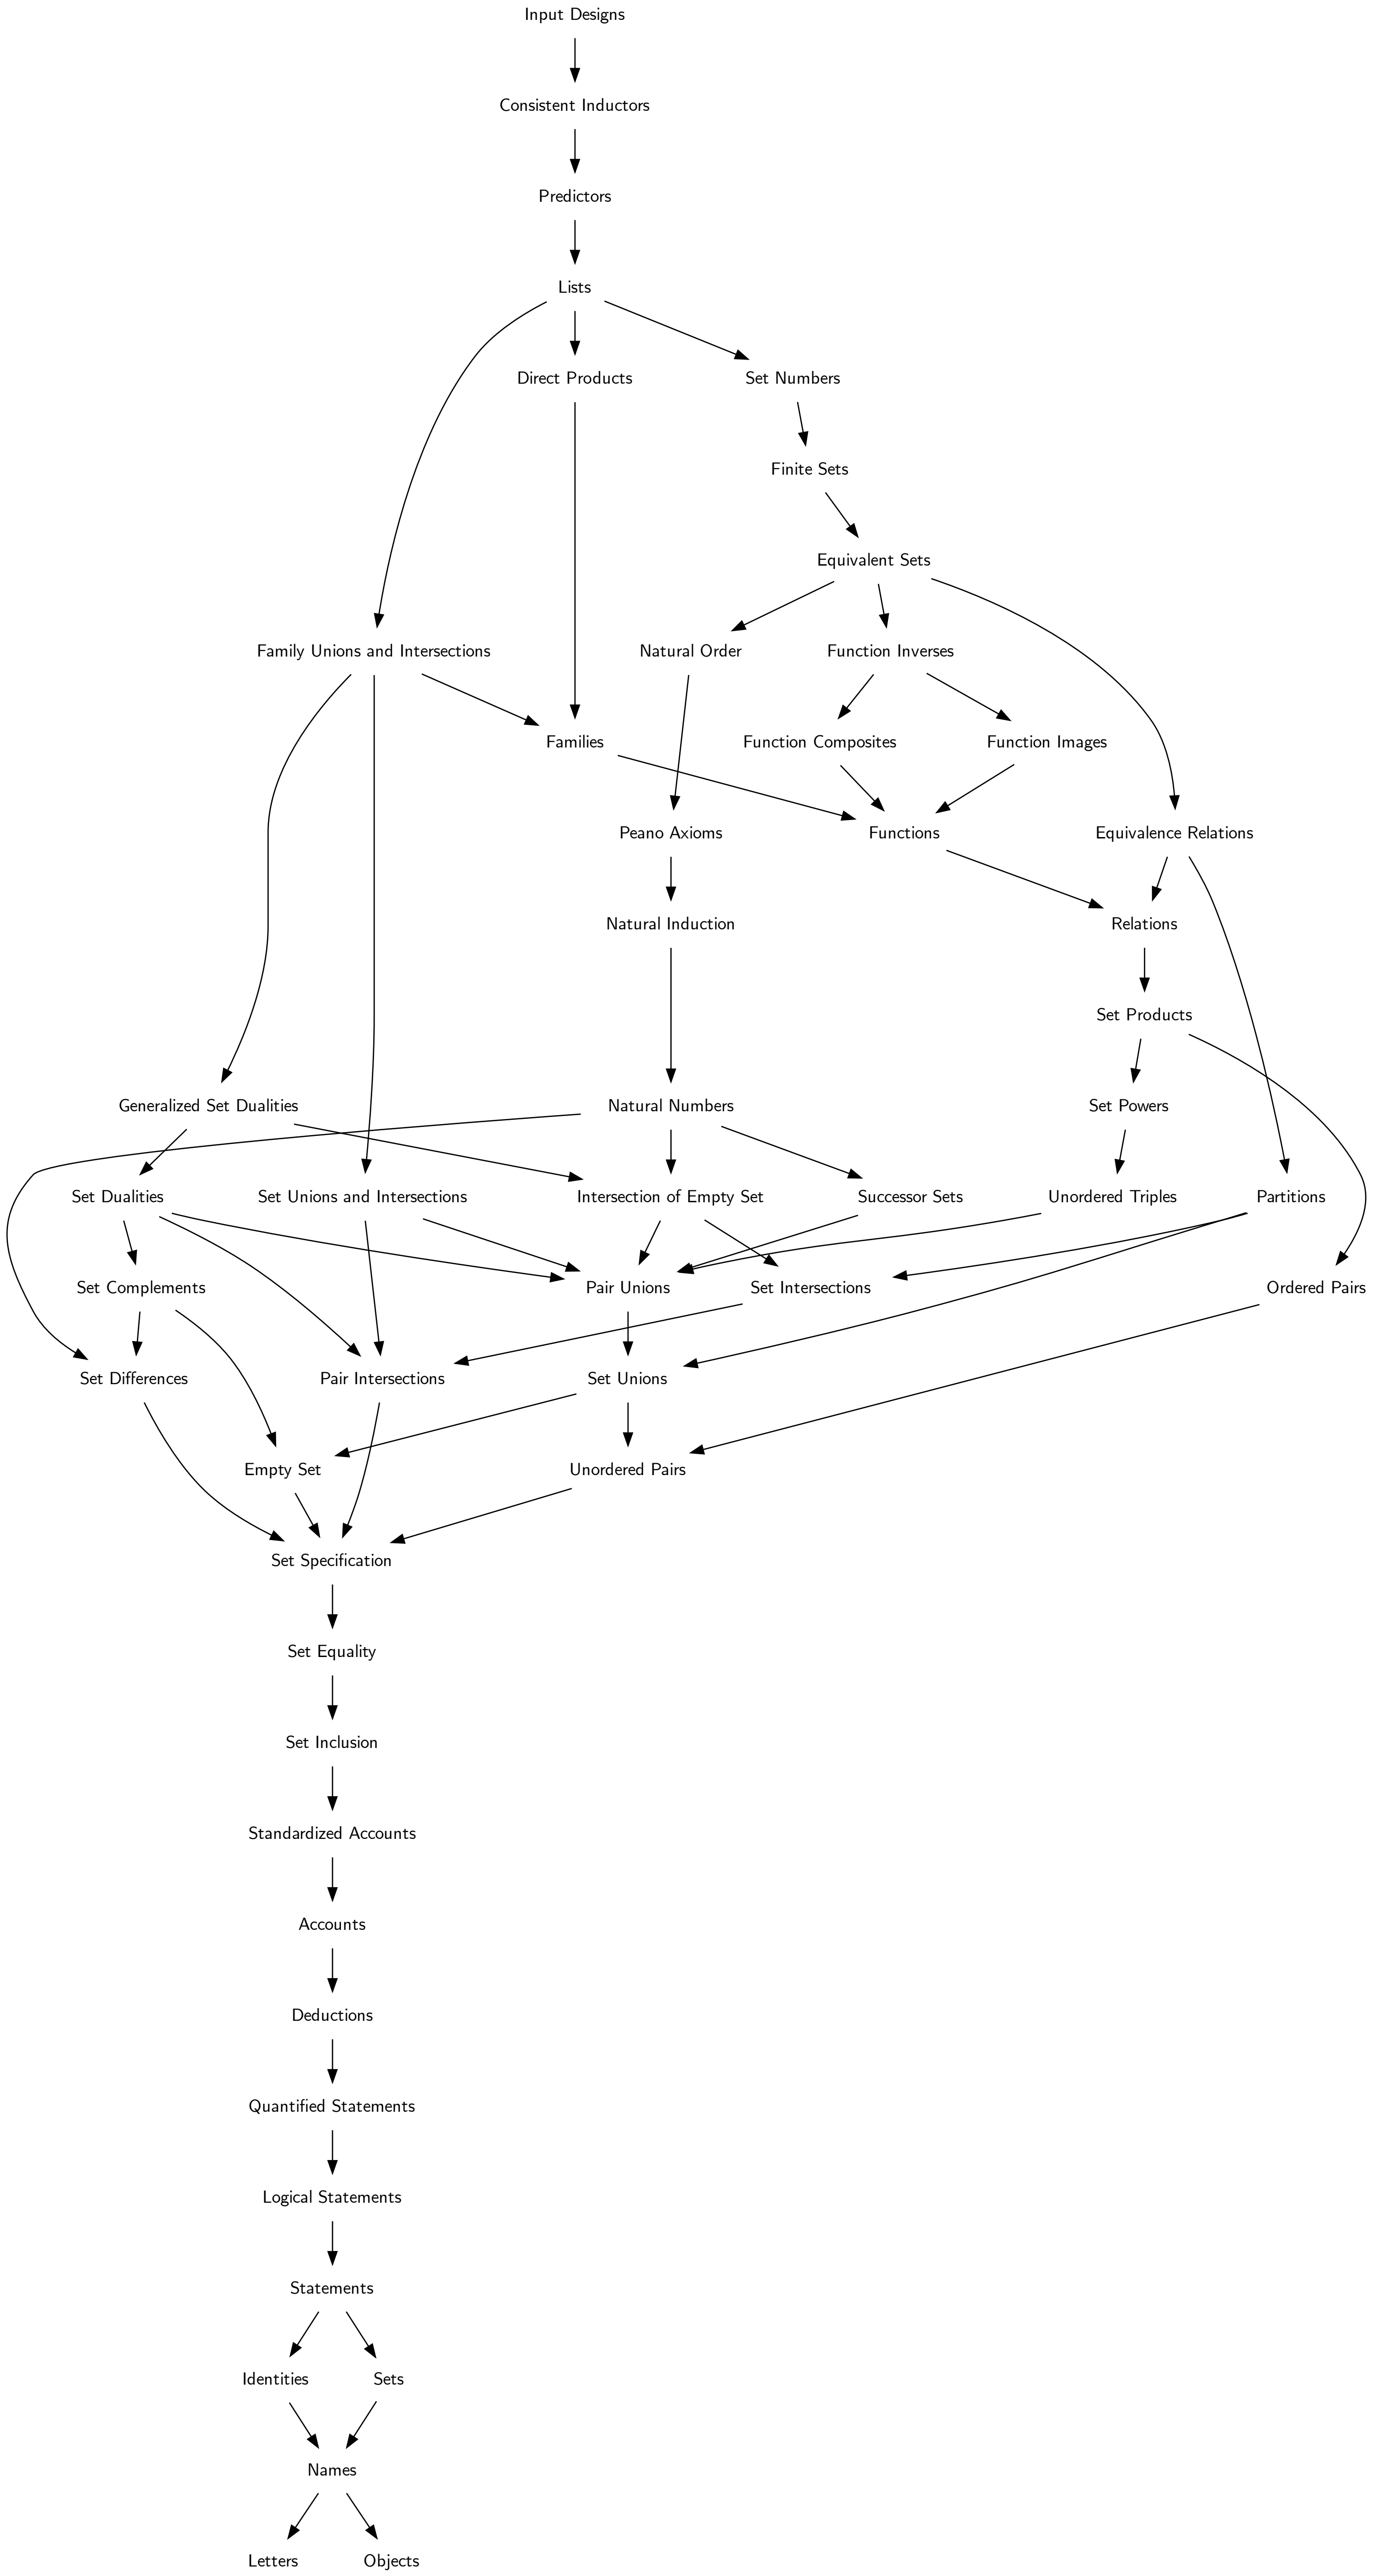 Input Designs
Consistent Inductors
Predictors
Lists
Direct Products
Set Numbers
Finite Sets
Equivalent Sets
Family Unions and Intersections
Natural Order
Function Inverses
Families
Function Composites
Function Images
Peano Axioms
Functions
Equivalence Relations
Natural Induction
Relations
Set Products
Generalized Set Dualities
Natural Numbers
Set Powers
Set Dualities
Set Unions and Intersections
Intersection of Empty Set
Successor Sets
Unordered Triples
Partitions
Set Complements
Pair Unions
Set Intersections
Ordered Pairs
Set Differences
Pair Intersections
Set Unions
Empty Set
Unordered Pairs
Set Specification
Set Equality
Set Inclusion
Standardized Accounts
Accounts
Deductions
Quantified Statements
Logical Statements
Statements
Identities
Sets
Names
Letters
Objects